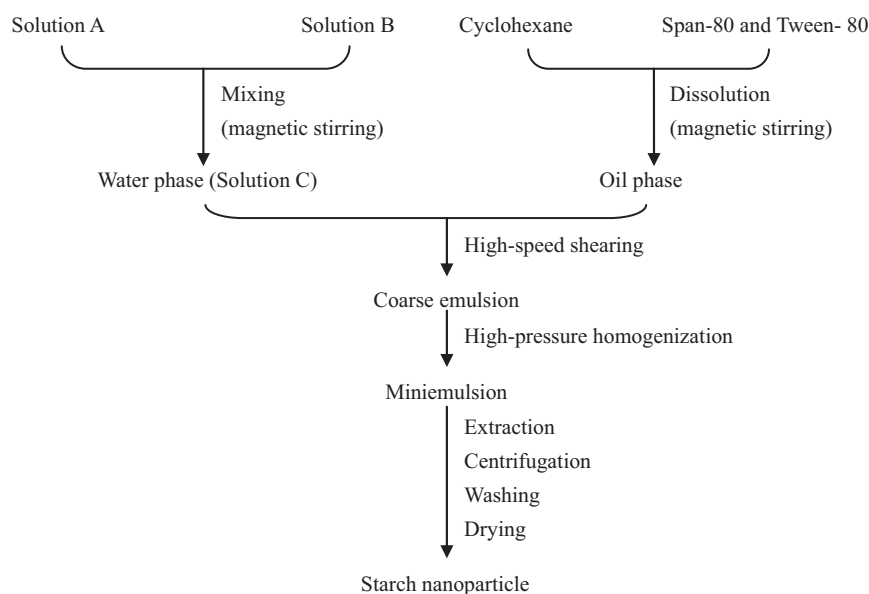 Solution A
Solution B
Cyclohexane
Span-80 and Tween- 80
Mixing
(magnetic stirring)
Dissolution
(magnetic stirring)
Water phase (Solution C)
Oil phase
High-speed shearing
Coarse emulsion
High-pressure homogenization
Miniemulsion
Extraction
Centrifugation
Washing
Drying
Starch nanoparticle